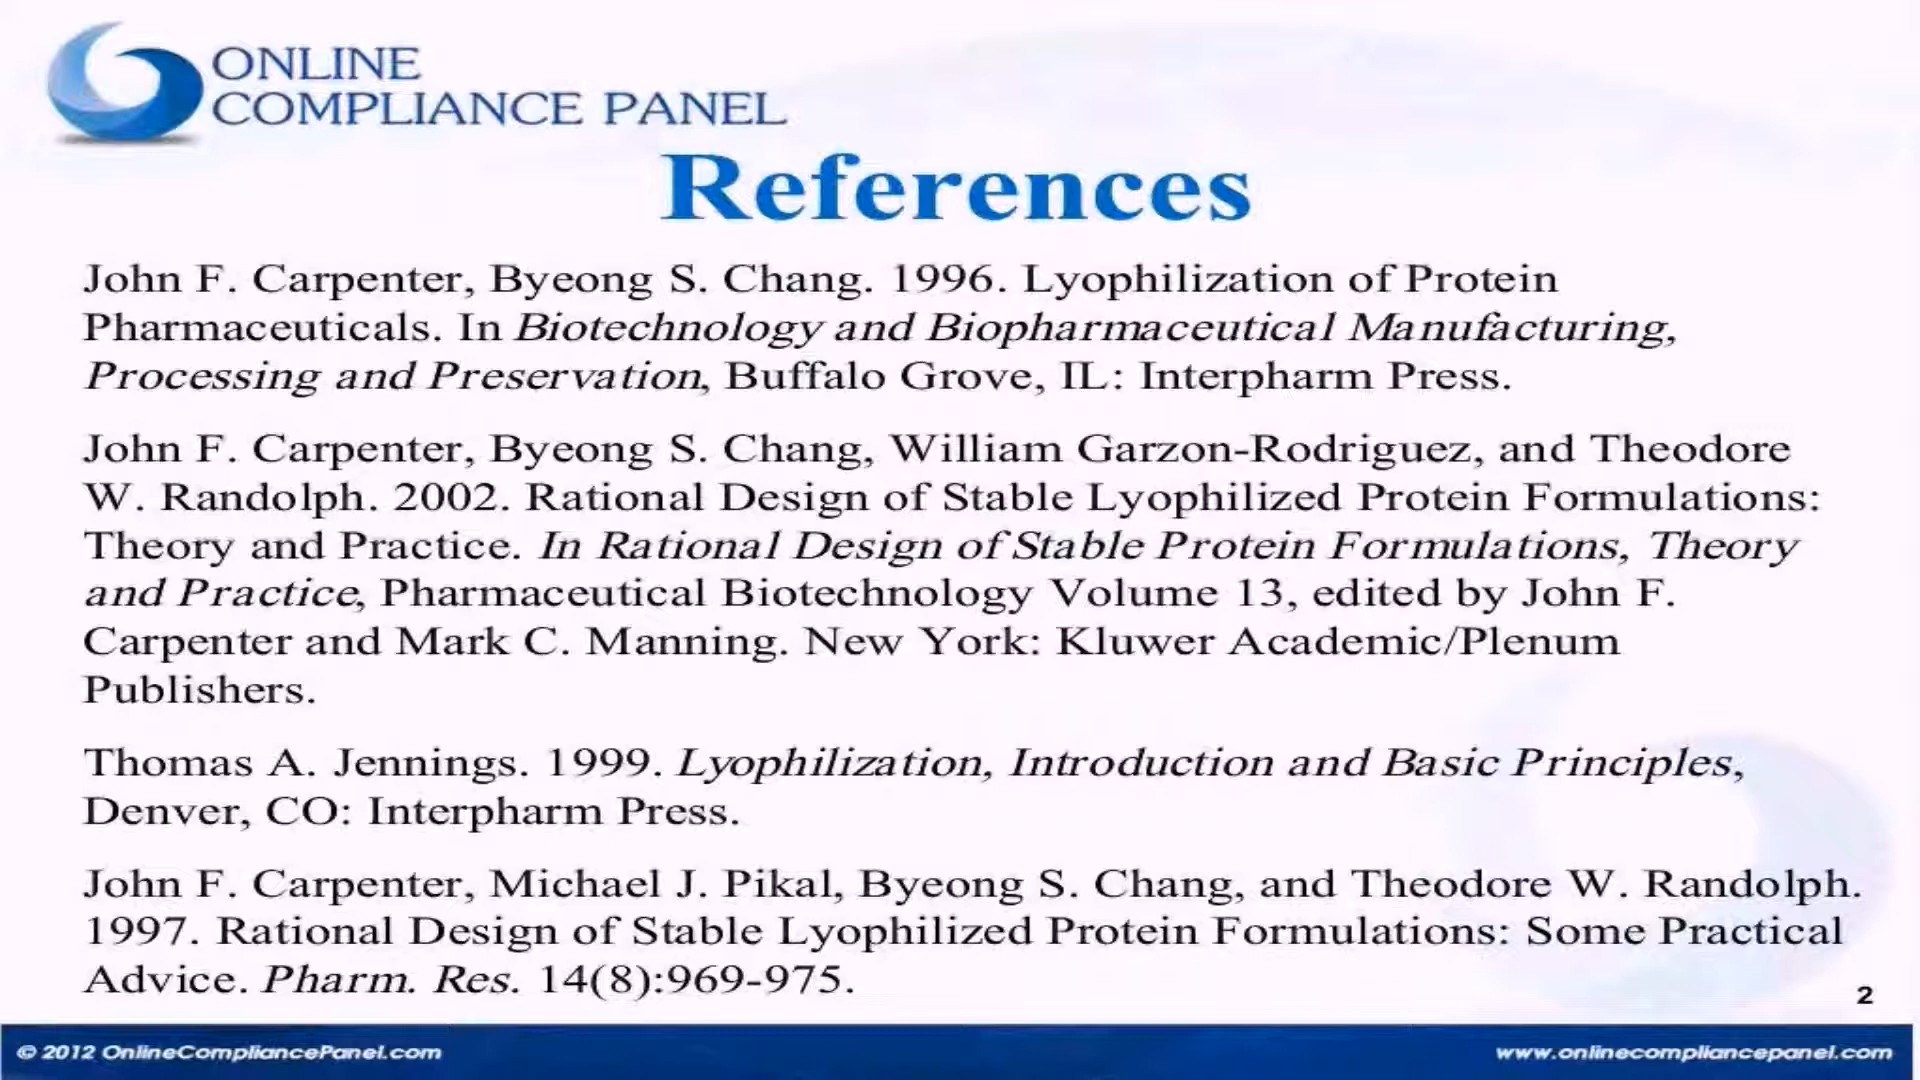 ONLINE
COMPLIANCE PANEL
References
John F. Carpenter, Byeong S. Chang. 1996. Lyophilization of Protein
Pharmaceuticals. In Biotechnology and Biopharmaceutical Manufacturing,
Processing and Preservation, Buffalo Grove, IL: Interpharm Press.
John F. Carpenter, Byeong S. Chang, William Garzon-Rodriguez, and Theodore
W. Randolph. 2002. Rational Design of Stable Lyophilized Protein Formulations:
Theory and Practice. In Rational Design of Stable Protein Formulations, Theory
and Practice, Pharmaceutical Biotechnology Volume 13, edited by John F.
Carpenter and Mark C. Manning. New York: Kluwer Academic/Plenum
Publishers.
Thomas A. Jennings. 1999. Lyophilization, Introduction and Basic Principles,
Denver, CO: Interpharm Press.
John F. Carpenter, Michael J. Pikal, Byeong S. Chang, and Theodore W. Randolph.
1997. Rational Design of Stable Lyophilized Protein Formulations: Some Practical
Advice. Pharm. Res. 14(8):969-975.
2
© 2012 OnlineCompliancePanel.com
www.onlinecompliancepanel.com